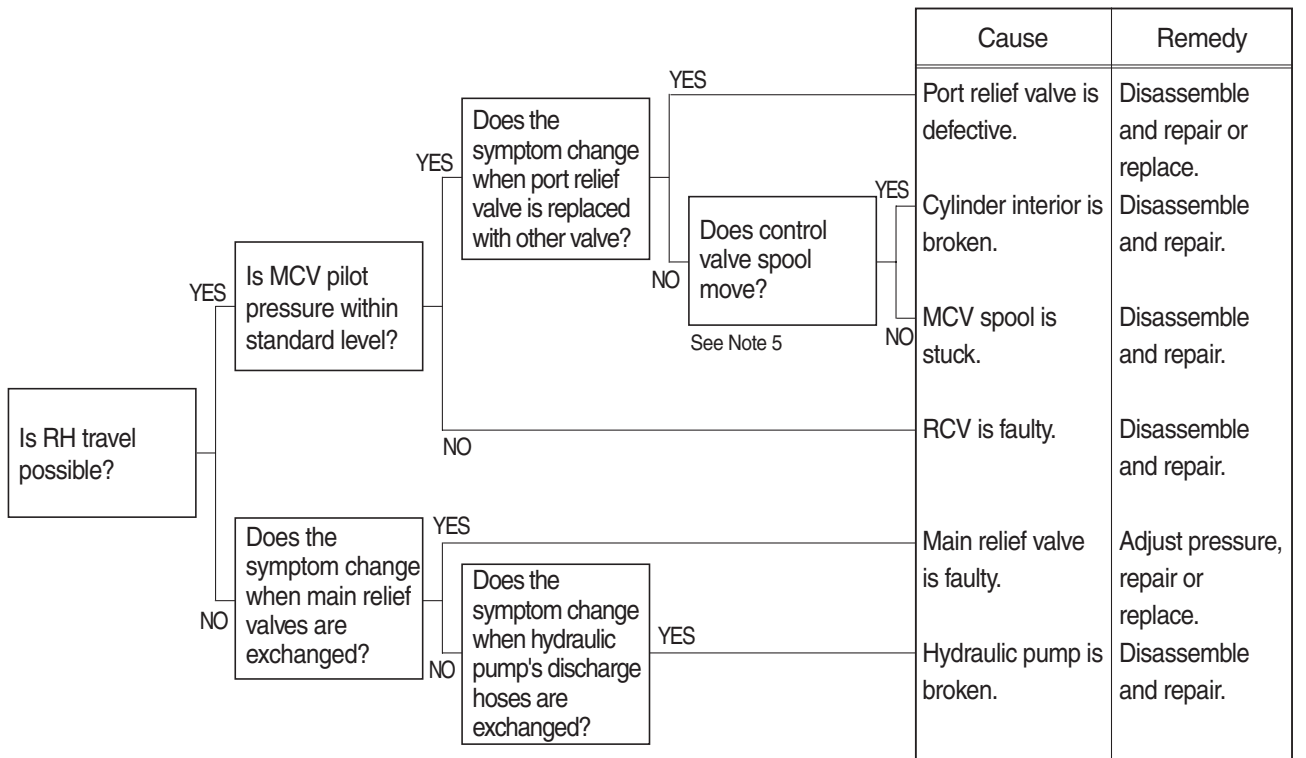 Cause
Remedy
YES
Port relief valve is
defective.
Disassemble
and repair or
replace.
Does the
symptom change
when port relief
valve is replaced
with other valve?
YES
YES
Cylinder interior is
broken.
Disassemble
and repair.
Does control
valve spool
move?
NO
See Note 5
NO
MCV spool is
stuck.
Disassemble
and repair.
Is MCV pilot
pressure within
standard level?
YES
NO
RCV is faulty.
Disassemble
and repair.
Is RH travel
possible?
NO
Does the
symptom change
when main relief
valves are
exchanged?
YES
Main relief valve
is faulty.
Adjust pressure,
repair or
replace.
NO
Does the
symptom change
when hydraulic
pump's discharge
hoses are
exchanged?
YES
Hydraulic pump is
broken.
Disassemble
and repair.